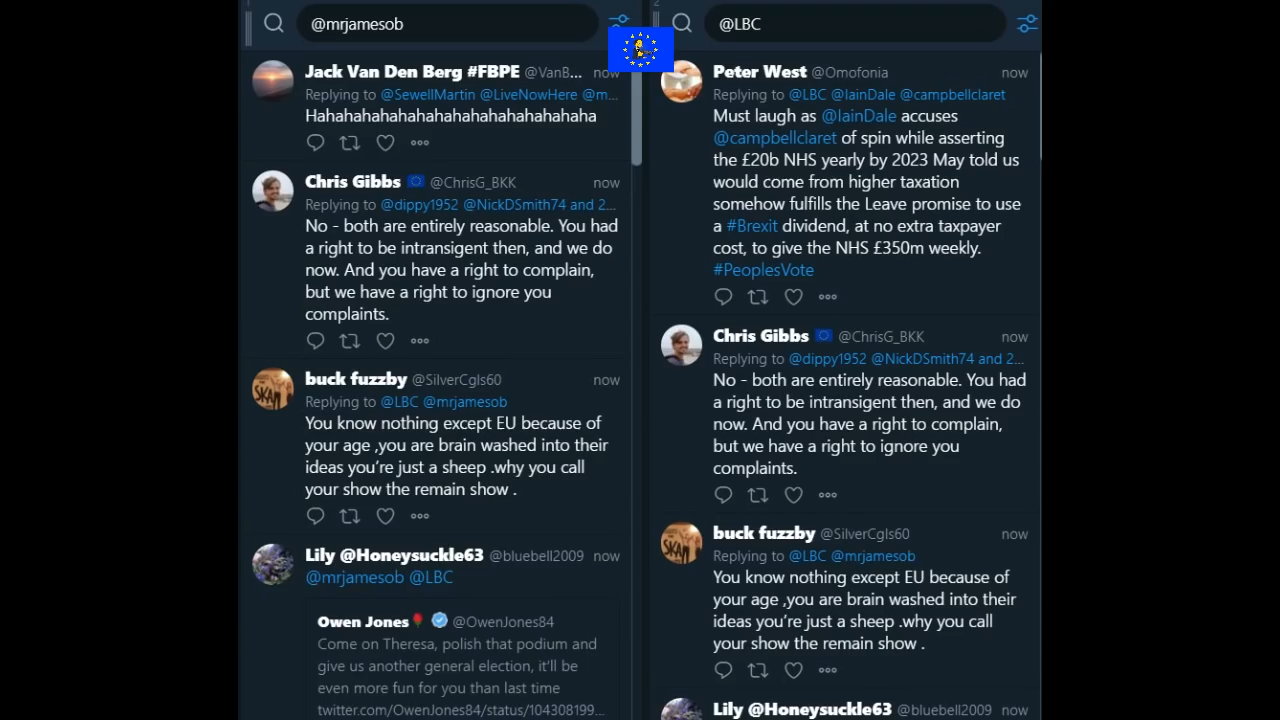 @mrjamesob
Jack Van Den Berg #FBPE @VanB... now
Replying to @SewellMartin @LiveNowHere @m...
Hahahahahahahahahahahahahahahaha
Chris Gibbs @ChrisG_BKK now
Replying to @dippy1952 @NickDSmith74 and 2...
No - both are entirely reasonable. You had
a right to be intransigent then, and we do
now. And you have a right to complain,
but we have a right to ignore you
complaints.
buck fuzzby @SilverCgls60 now
Replying to @LBC @mrjamesob
You know nothing except EU because of
your age ,you are brain washed into their
ideas you're just a sheep .why you call
your show the remain show .
Lily @Honeysuckle63 @bluebell2009 now
@mrjamesob @LBC
Owen Jones @OwenJones84
Come on Theresa, polish that podium and
give us another general election, it'll be
even more fun for you than last time
twitter.com/OwenJones84/status/104308199...
2
@LBC
Peter West @Omofonia now
Replying to @LBC @IainDale @campbellclaret
Must laugh as @IainDale accuses
@campbellclaret of spin while asserting
the £20b NHS yearly by 2023 May told us
would come from higher taxation
somehow fulfills the Leave promise to use
a #Brexit dividend, at no extra taxpayer
cost, to give the NHS £350m weekly.
#PeoplesVote
Chris Gibbs @ChrisG_BKK now
Replying to @dippy1952 @NickDSmith74 and 2...
No - both are entirely reasonable. You had
a right to be intransigent then, and we do
now. And you have a right to complain,
but we have a right to ignore you
complaints.
buck fuzzby @SilverCgls60 now
Replying to @LBC @mrjamesob
You know nothing except EU because of
your age ,you are brain washed into their
ideas you're just a sheep .why you call
your show the remain show .
Lily @Honeysuckle63 @bluebell2009 now